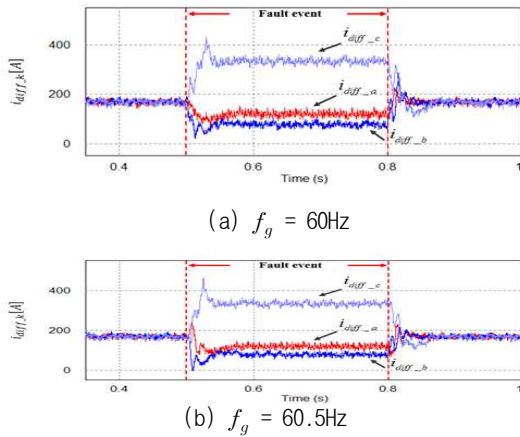 Fault event
i_diff_k[A]
400
200
0
i_diff_c
i_diff_a
i_diff_b
0.4 0.6 0.8 1
Time (s)
(a) f_g = 60Hz
Fault event
i_diff_k[A]
400
200
0
i_diff_c
i_diff_a
i_diff_b
0.4 0.6 0.8 1
Time (s)
(b) f_g = 60.5Hz